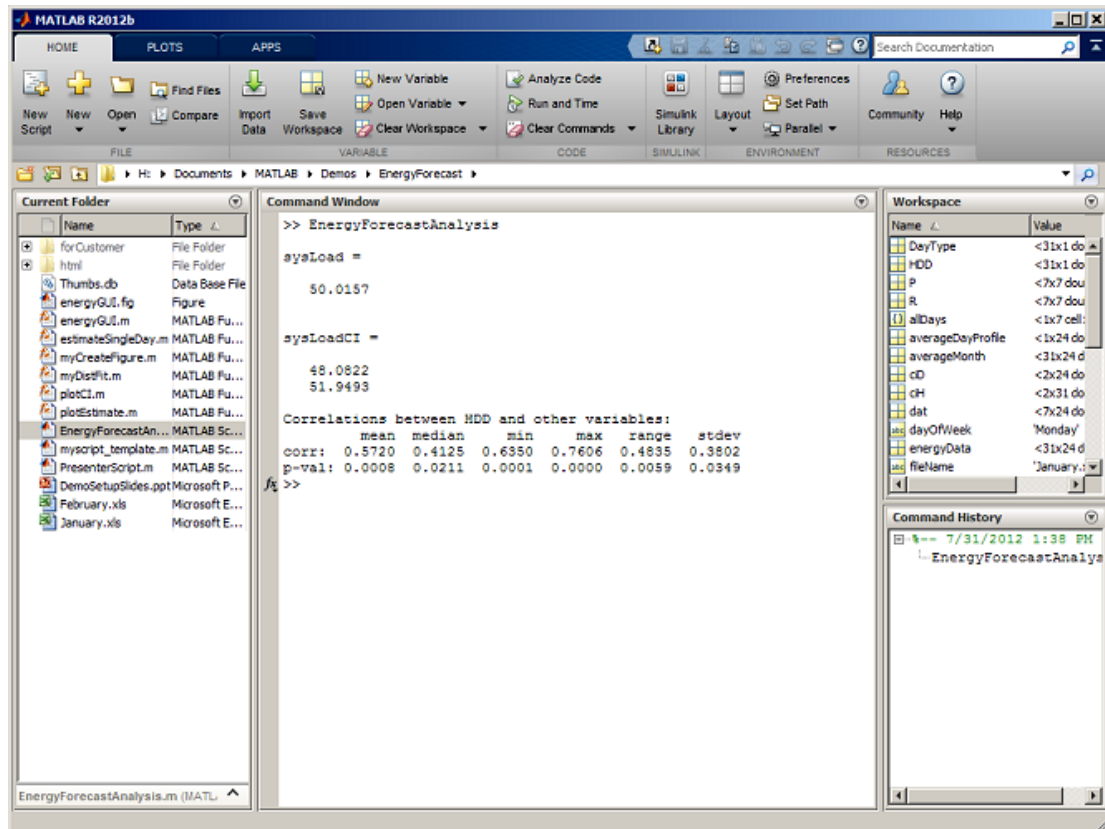 MATLAB R2012b
HOME PLOTS APPS
Search Documentation
New Script
New
Open
Find Files
Compare
Import Data
Save Workspace
New Variable
Open Variable
Clear Workspace
Analyze Code
Run and Time
Clear Commands
Simulink Library
Layout
Preferences
Set Path
Parallel
Community
Help
FILE VARIABLE CODE SIMULINK ENVIRONMENT RESOURCES
H: Documents MATLAB Demos EnergyForecast
Current Folder
Name Type
forCustomer File Folder
html File Folder
Thumbs.db Data Base File
energyGUI.fig Figure
energyGUI.m MATLAB Fu...
estimateSingleDay.m MATLAB Fu...
myCreateFigure.m MATLAB Fu...
myDistFit.m MATLAB Fu...
plotCI.m MATLAB Fu...
plotEstimate.m MATLAB Fu...
EnergyForecastAn... MATLAB Sc...
myscript_template.m MATLAB Sc...
PresenterScript.m MATLAB Sc...
DemoSetupSlides.ppt Microsoft P...
February.xls Microsoft E...
January.xls Microsoft E...
EnergyForecastAnalysis.m (MATL
Command Window
>> EnergyForecastAnalysis
sysLoad =
50.0157
sysLoadCI =
48.0822
51.9493
Correlations between HDD and other variables:
mean median min max range stdev
corr: 0.5720 0.4125 0.6350 0.7606 0.4835 0.3802
p-val: 0.0008 0.0211 0.0001 0.0000 0.0059 0.0349
fx >>
Workspace
Name Value
DayType <31x1 do
HDD <31x1 do
P <7x7 dou
R <7x7 dou
allDays <1x7 cell
averageDayProfile <1x24 do
averageMonth <31x24 d
ciD <2x24 do
ciH <2x31 do
dat <7x24 do
dayOfWeek 'Monday'
energyData <31x24 d
fileName 'January.
Command History
%-- 7/31/2012 1:38 PM
EnergyForecastAnalys